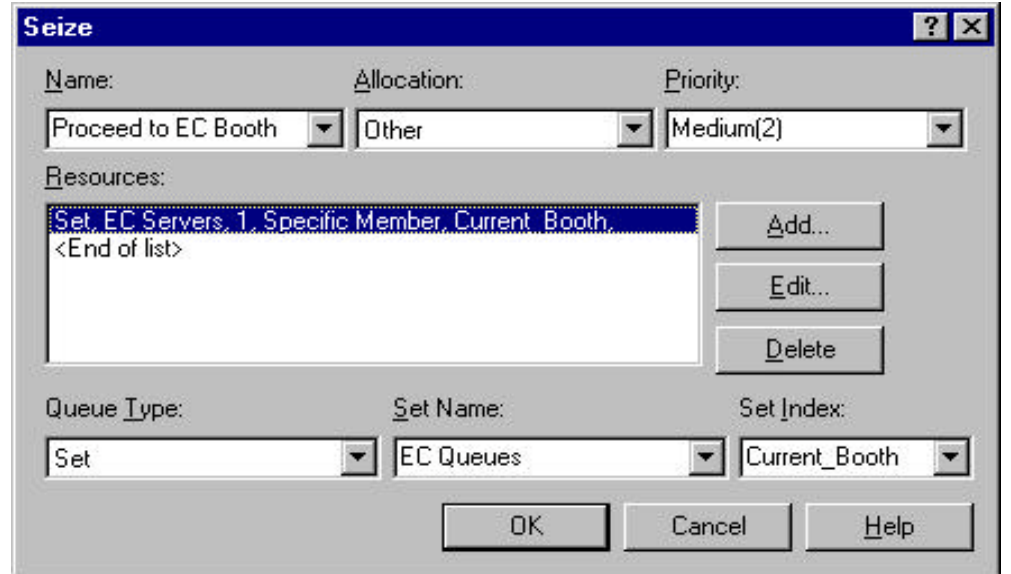 Seize
Name: Allocation: Priority:
Proceed to EC Booth Other Medium(2)
Resources:
Set, EC Servers, 1, Specific Member, Current_Booth,
<End of list>
Add...
Edit...
Delete
Queue Type: Set Name: Set Index:
Set EC Queues Current_Booth
OK Cancel Help